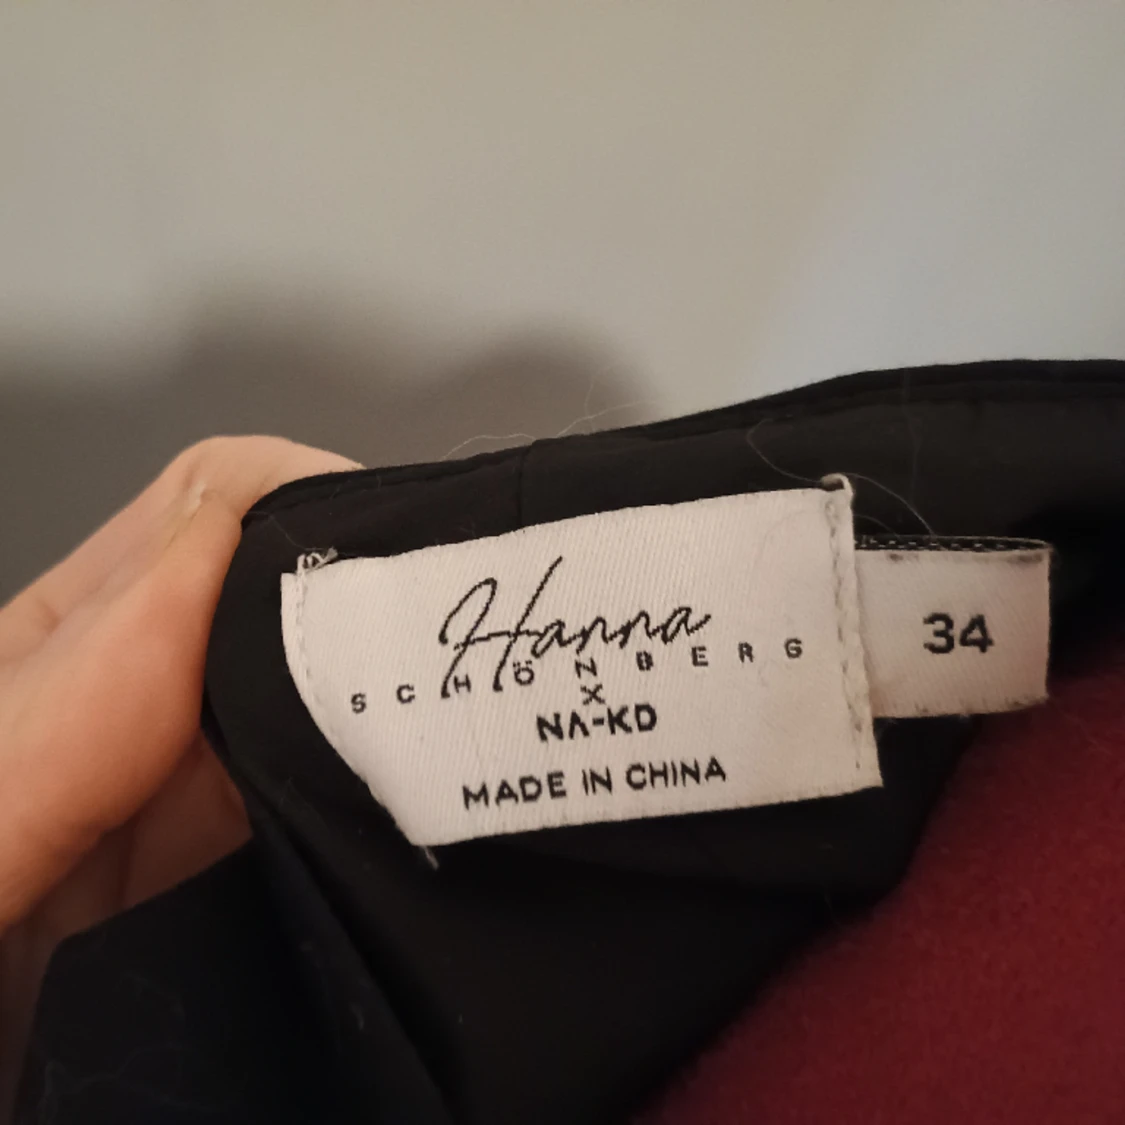 Hanna
SCHÖNBERG
X
NA-KD
MADE IN CHINA
34